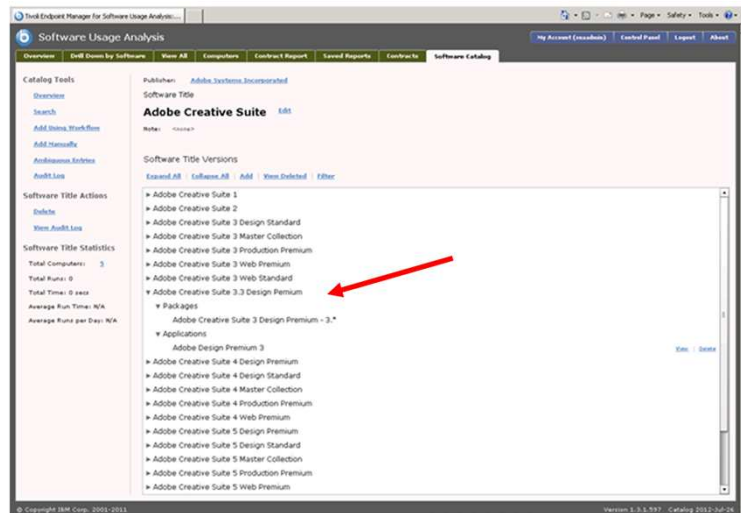 Tivoli Endpoint Manager for Software Usage Analysis:...
Page Safety Tools
Software Usage Analysis
My Account (ssaadmin) Control Panel Logout About
Overview Drill Down by Software View All Computers Contract Report Saved Reports Contracts Software Catalog
Catalog Tools
Overview
Search
Add Using Workflow
Add Manually
Ambiguous Entries
Audit Log
Software Title Actions
Delete
View Audit Log
Software Title Statistics
Total Computers: 5
Total Runs: 0
Total Time: 0 secs
Average Run Time: N/A
Average Runs per Day: N/A
Publisher: Adobe Systems Incorporated
Software Title
Adobe Creative Suite Edit
Note: <none>
Software Title Versions
Expand All | Collapse All | Add | View Deleted | Filter
Adobe Creative Suite 1
Adobe Creative Suite 2
Adobe Creative Suite 3 Design Standard
Adobe Creative Suite 3 Master Collection
Adobe Creative Suite 3 Production Premium
Adobe Creative Suite 3 Web Premium
Adobe Creative Suite 3 Web Standard
Adobe Creative Suite 3.3 Design Pemium
Packages
Adobe Creative Suite 3 Design Premium - 3.*
Applications
Adobe Design Premium 3 View | Delete
Adobe Creative Suite 4 Design Premium
Adobe Creative Suite 4 Design Standard
Adobe Creative Suite 4 Master Collection
Adobe Creative Suite 4 Production Premium
Adobe Creative Suite 4 Web Premium
Adobe Creative Suite 5 Design Premium
Adobe Creative Suite 5 Design Standard
Adobe Creative Suite 5 Master Collection
Adobe Creative Suite 5 Production Premium
Adobe Creative Suite 5 Web Premium
© Copyright IBM Corp. 2001-2011 Version 1.3.1.597 Catalog 2012-Jul-26